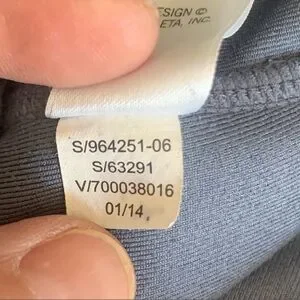 ESIGN ©
ETA, INC.
S/964251-06
S/63291
V/700038016
01/14